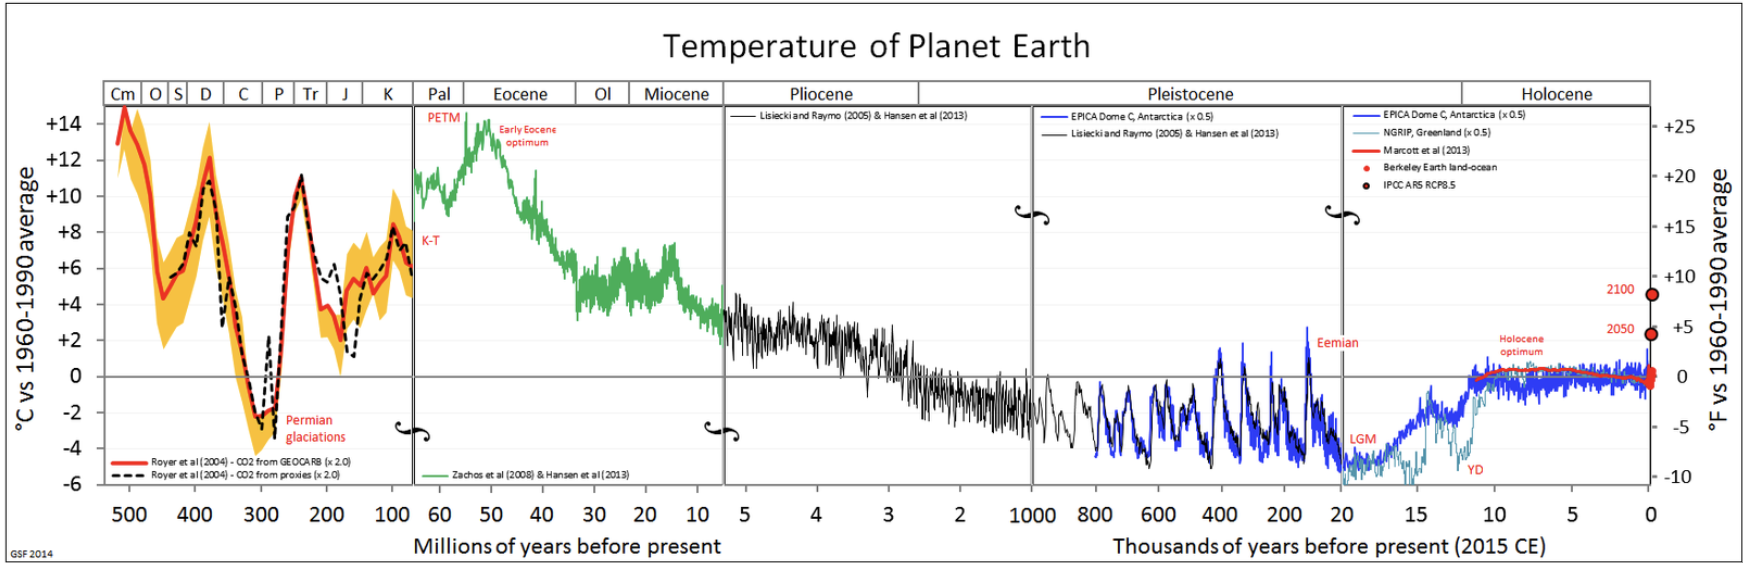 Temperature of Planet Earth
Cm O S D C P Tr J K Pal Eocene Ol Miocene Pliocene Pleistocene Holocene
°C vs 1960-1990 average
+14
+12
+10
+8
+6
+4
+2
0
-2
-4
-6
Permian
glaciations
Royer et al (2004) - CO2 from GEOCARB (x 2.0)
Royer et al (2004) - CO2 from proxies (x 2.0)
PETM
Early Eocene
optimum
K-T
Zachos et al (2008) & Hansen et al (2013)
Lisiecki and Raymo (2005) & Hansen et al (2013)
EPICA Dome C, Antarctica (x 0.5)
Lisiecki and Raymo (2005) & Hansen et al (2013)
Eemian
EPICA Dome C, Antarctica (x 0.5)
NGRIP, Greenland (x 0.5)
Marcott et al (2013)
Berkeley Earth land-ocean
IPCC AR5 RCP8.5
2100
2050
Holocene
optimum
LGM
YD
+25
+20
+15
+10
+5
0
-5
-10
°F vs 1960-1990 average
500 400 300 200 100 60 50 40 30 20 10 5 4 3 2 1000 800 600 400 200 20 15 10 5 0
Millions of years before present
Thousands of years before present (2015 CE)
GSF 2014